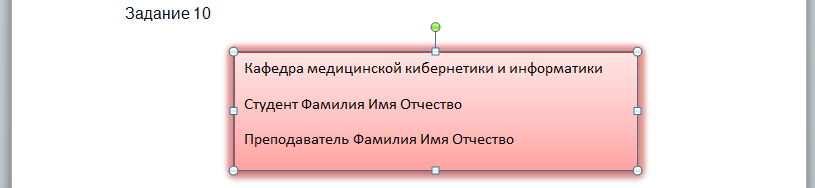 Задание 10
Кафедра медицинской кибернетики и информатики
Студент Фамилия Имя Отчество
Преподаватель Фамилия Имя Отчество